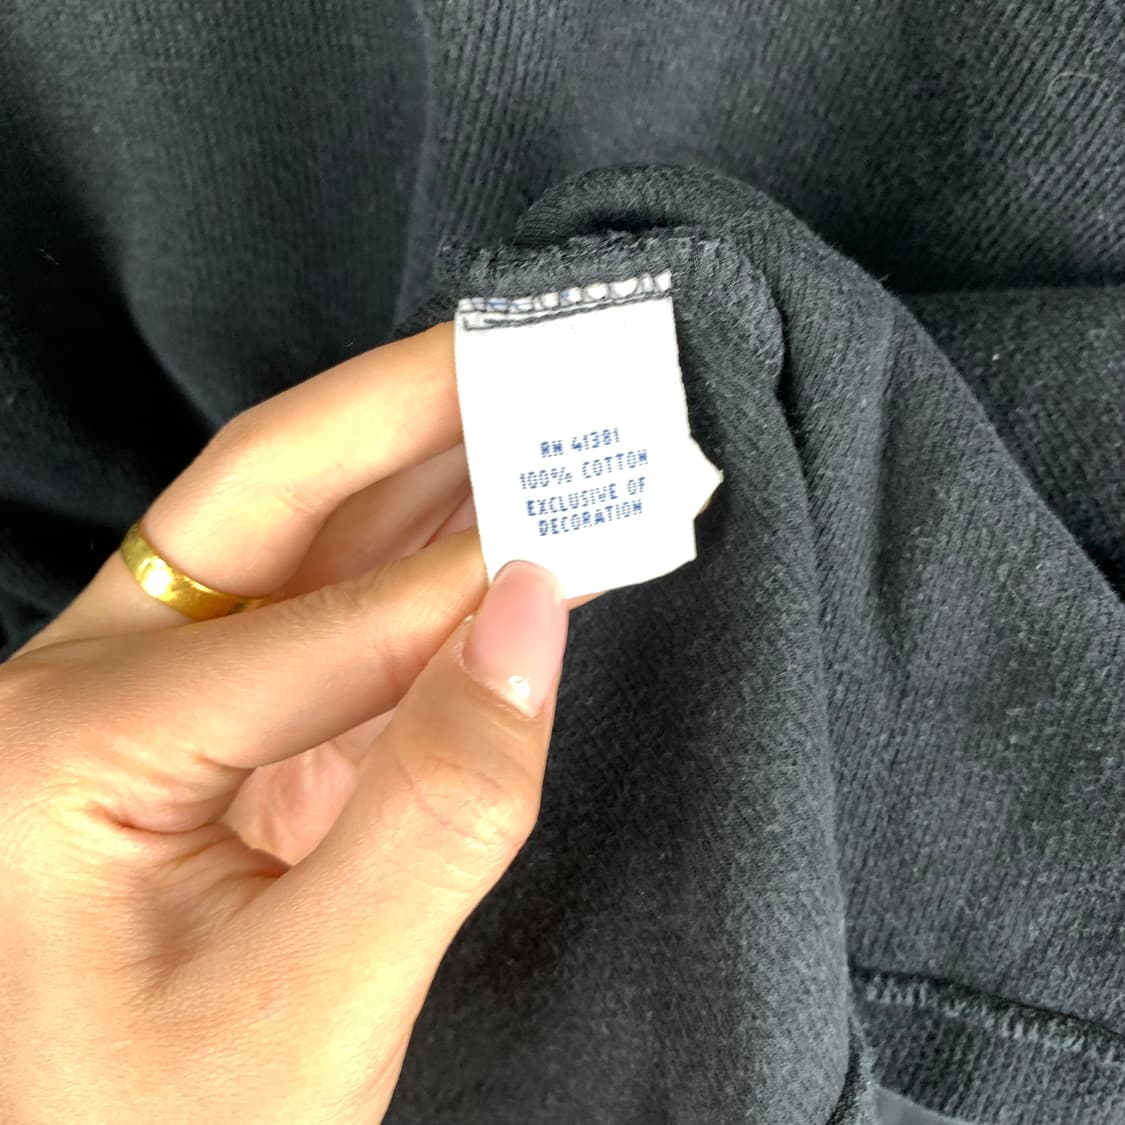 RN 41381
100% COTTON
EXCLUSIVE OF
DECORATION